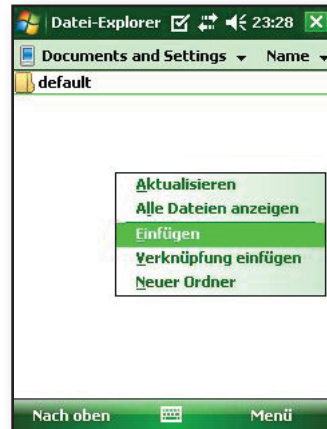 Datei-Explorer 23:28
Documents and Settings Name
default
Aktualisieren
Alle Dateien anzeigen
Einfügen
Verknüpfung einfügen
Neuer Ordner
Nach oben Menü